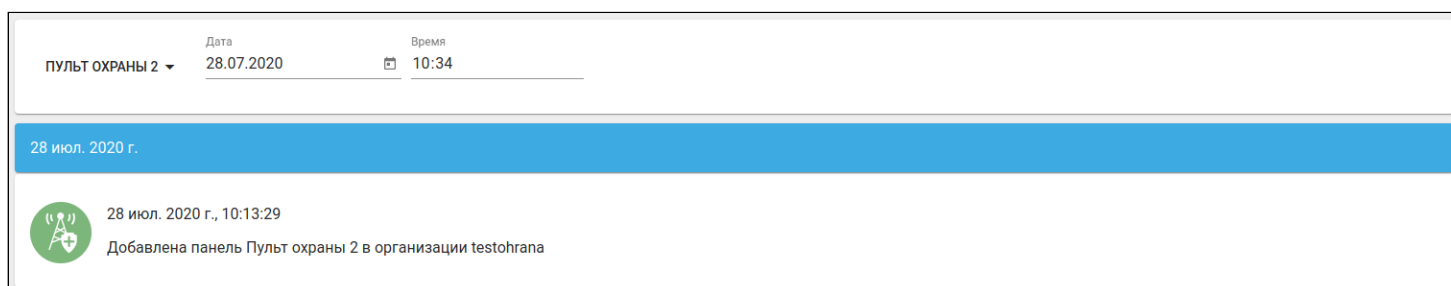 Дата
Время
ПУЛЬТ ОХРАНЫ 2
28.07.2020
10:34
28 июл. 2020 г.
28 июл. 2020 г., 10:13:29
Добавлена панель Пульт охраны 2 в организации testohrana